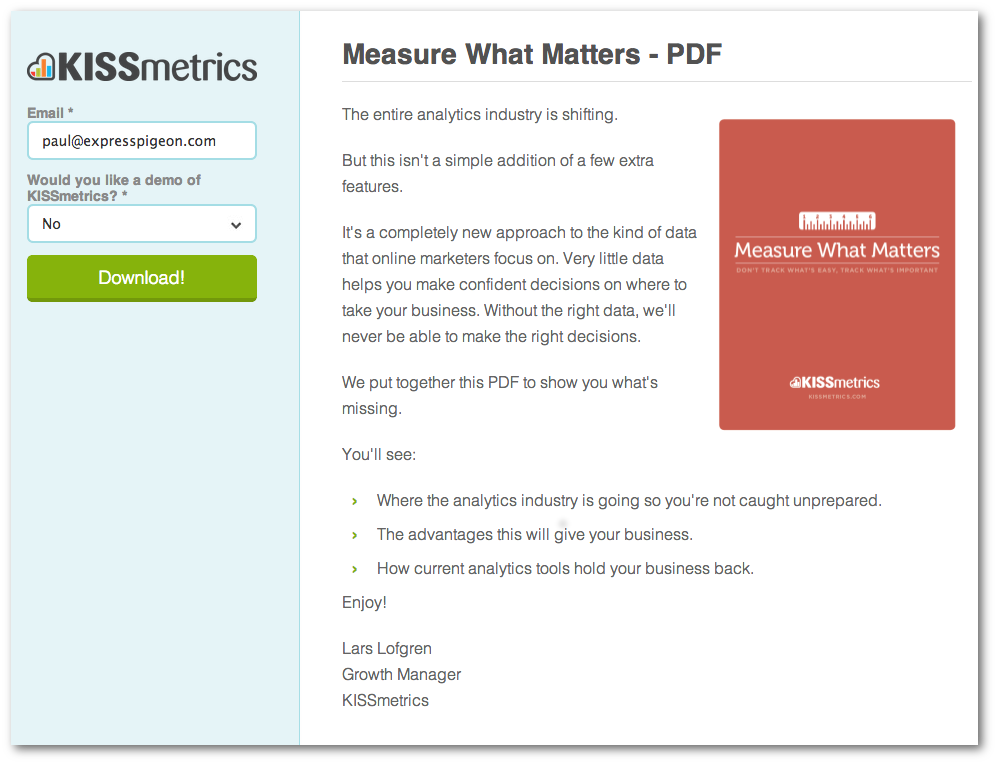 KISSmetrics
Email *
paul@expresspigeon.com
Would you like a demo of
KISSmetrics? *
No
Download!
Measure What Matters - PDF
The entire analytics industry is shifting.
But this isn't a simple addition of a few extra
features.
It's a completely new approach to the kind of data
that online marketers focus on. Very little data
helps you make confident decisions on where to
take your business. Without the right data, we'll
never be able to make the right decisions.
We put together this PDF to show you what's
missing.
You'll see:
Where the analytics industry is going so you're not caught unprepared.
The advantages this will give your business.
How current analytics tools hold your business back.
Enjoy!
Lars Lofgren
Growth Manager
KISSmetrics
Measure What Matters
DON'T TRACK WHAT'S EASY, TRACK WHAT'S IMPORTANT
KISSmetrics
KISSMETRICS.COM